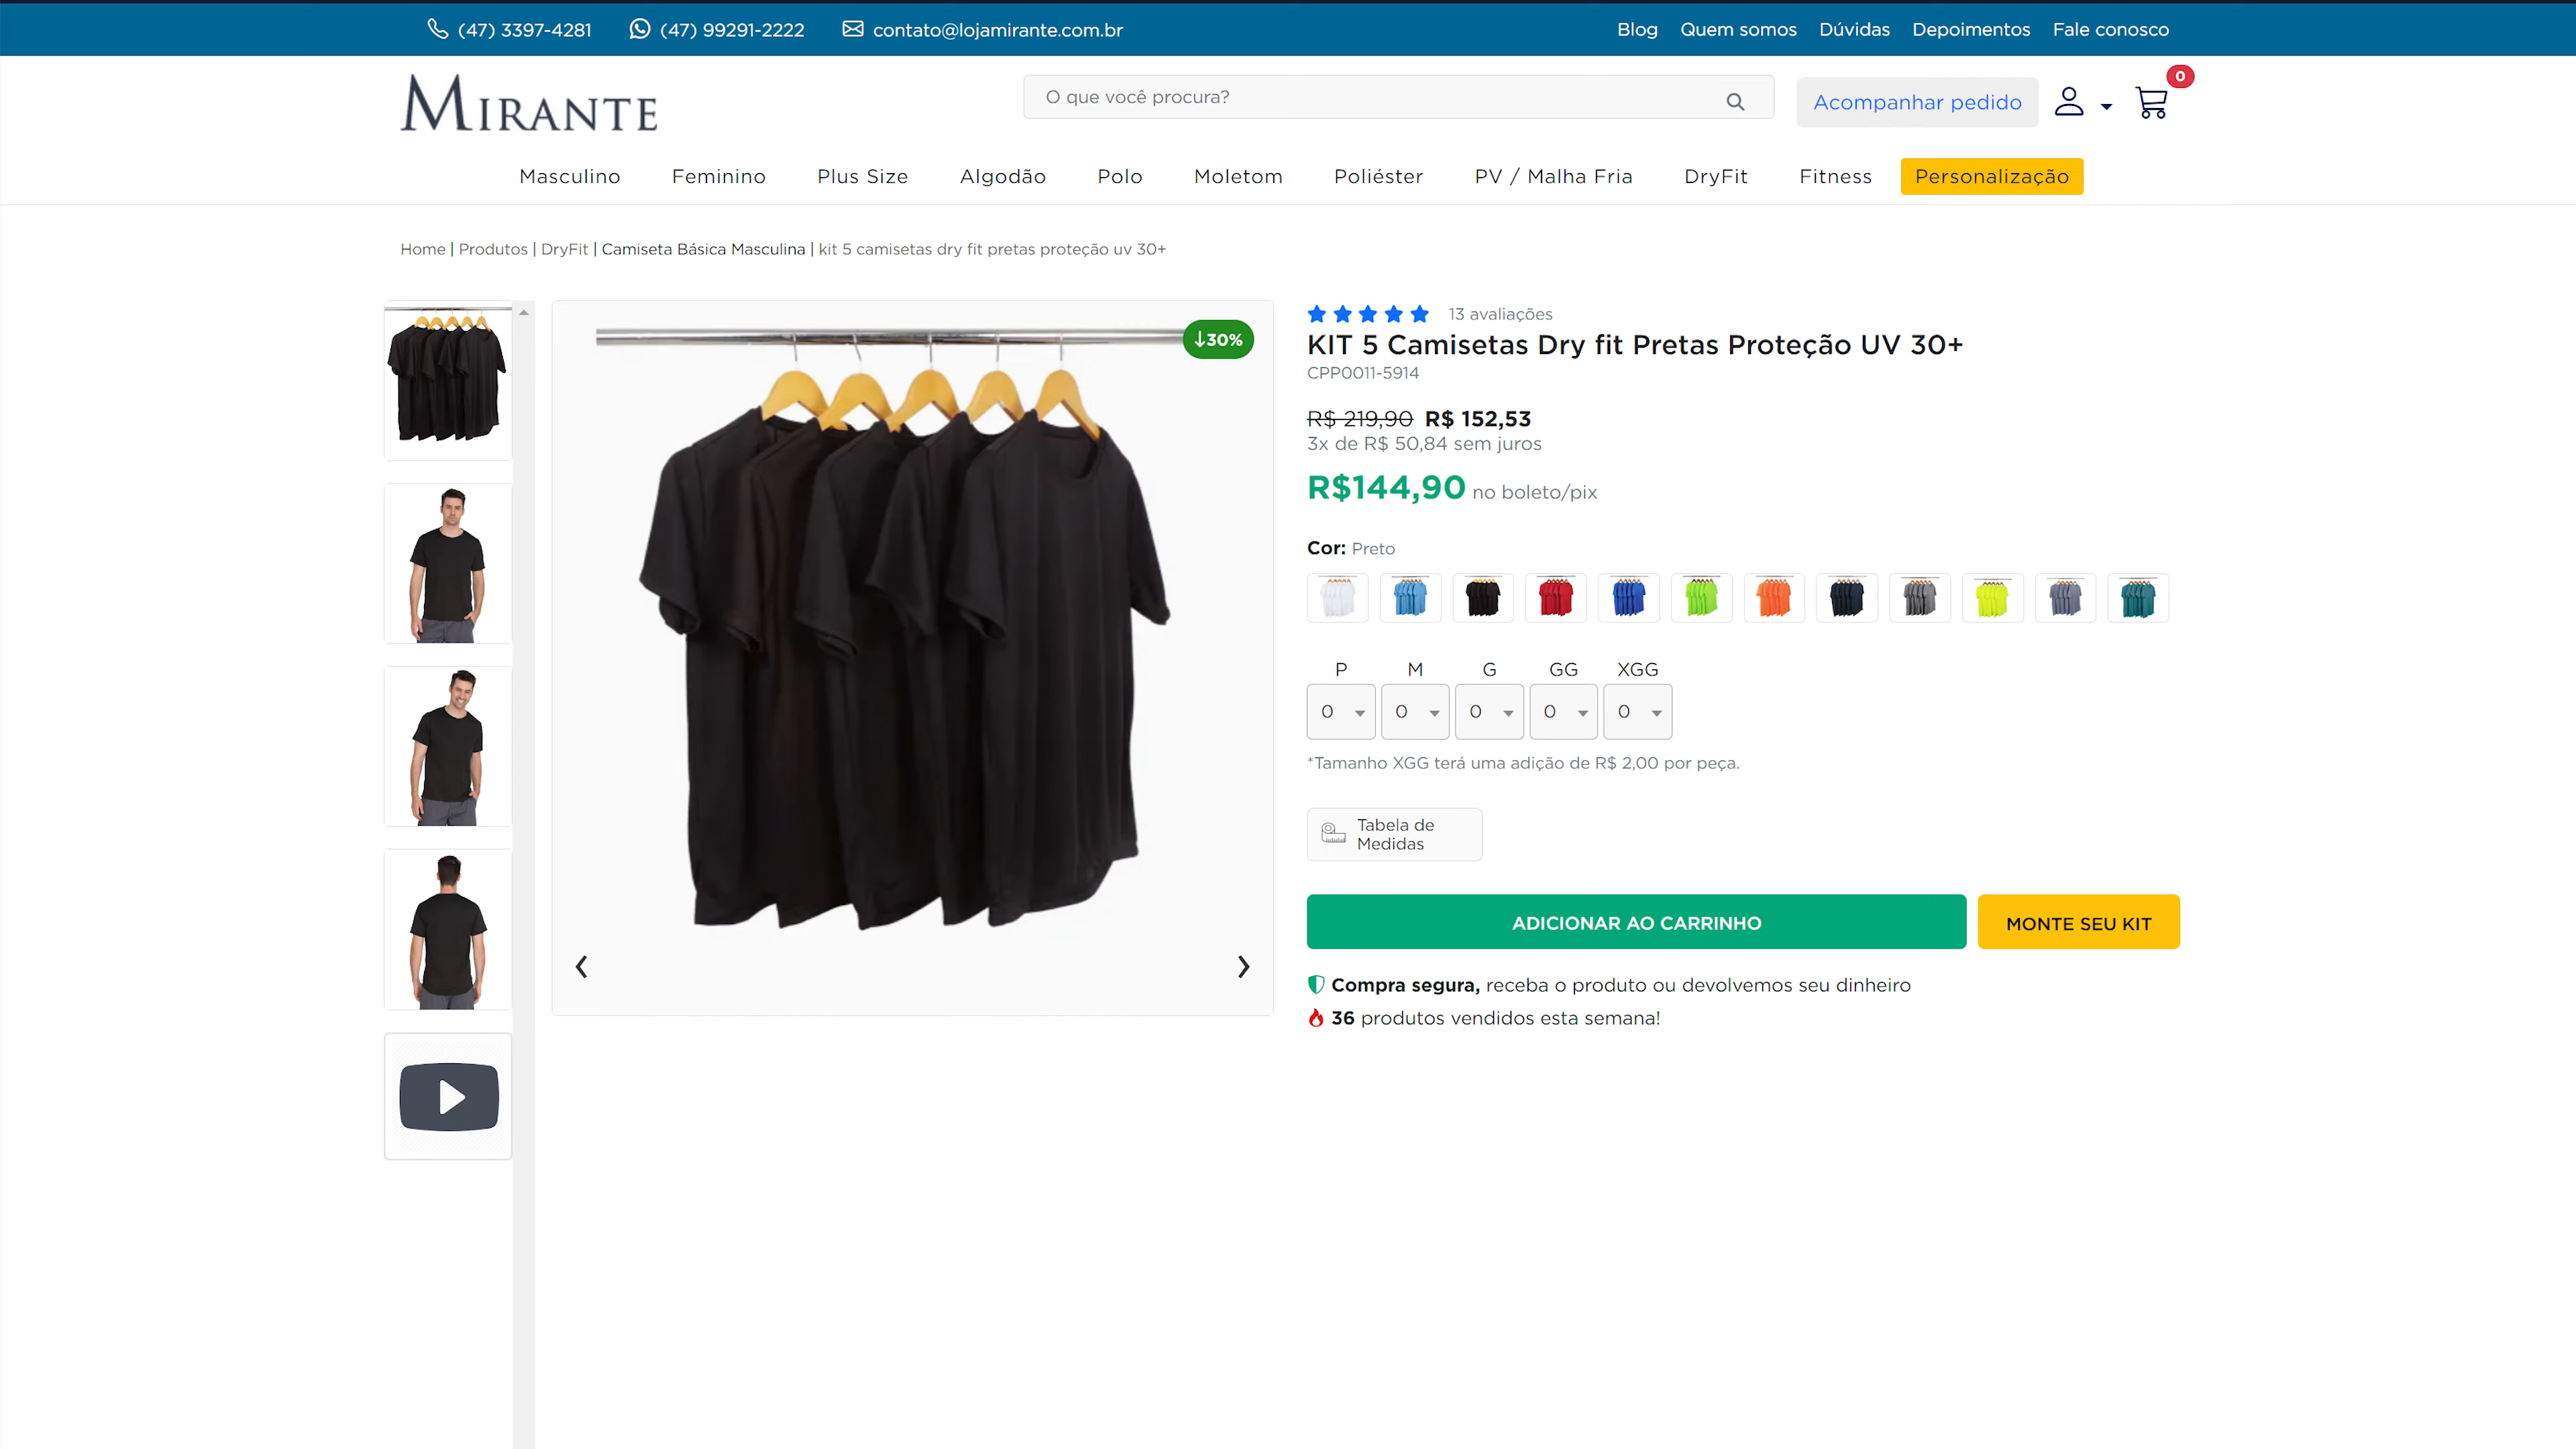 (47) 3397-4281 (47) 99291-2222 contato@lojamirante.com.br Blog Quem somos Dúvidas Depoimentos Fale conosco
MIRANTE O que você procura? Acompanhar pedido 0
Masculino Feminino Plus Size Algodão Polo Moletom Poliéster PV / Malha Fria DryFit Fitness Personalização
Home | Produtos | DryFit | Camiseta Básica Masculina | kit 5 camisetas dry fit pretas proteção uv 30+
↓30%
13 avaliações
KIT 5 Camisetas Dry fit Pretas Proteção UV 30+
CPP0011-5914
R$ 219,90 R$ 152,53
3x de R$ 50,84 sem juros
R$144,90 no boleto/pix
Cor: Preto
P M G GG XGG
0 0 0 0 0
*Tamanho XGG terá uma adição de R$ 2,00 por peça.
Tabela de
Medidas
ADICIONAR AO CARRINHO MONTE SEU KIT
Compra segura, receba o produto ou devolvemos seu dinheiro
36 produtos vendidos esta semana!